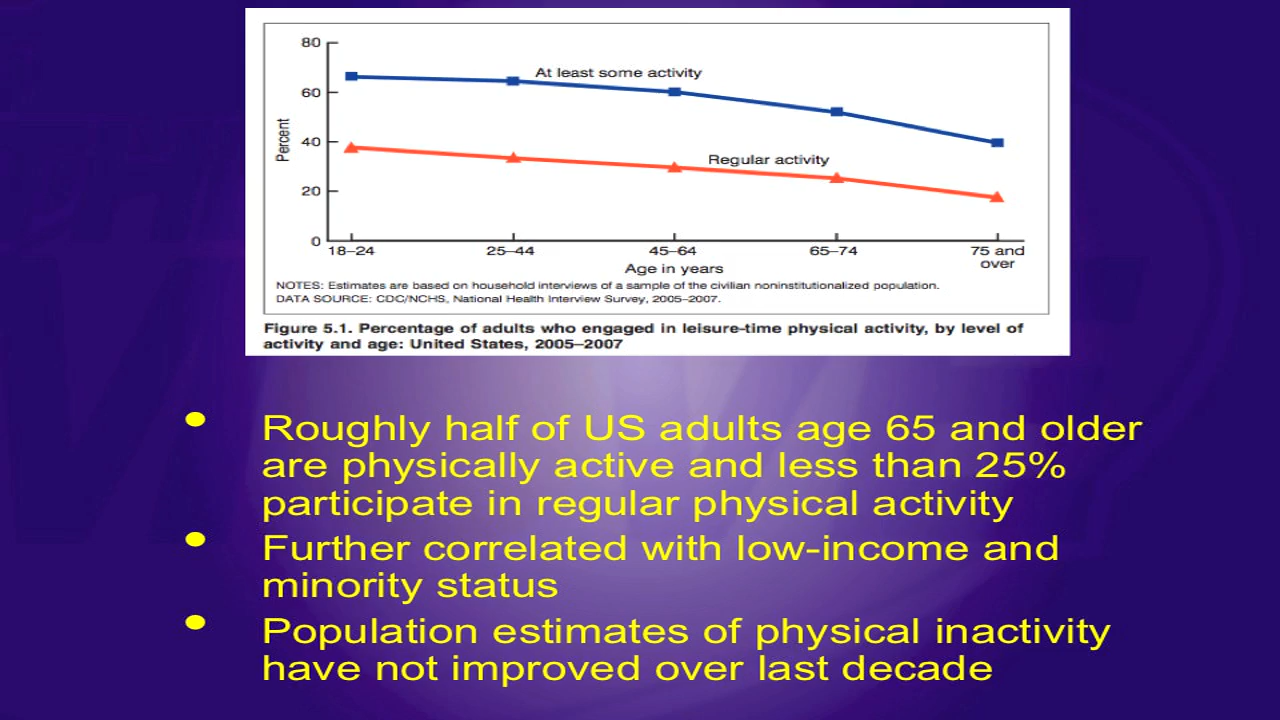 80
At least some activity
60
Percent
40
Regular activity
20
0
18–24 25–44 45–64 65–74 75 and
over
Age in years
NOTES: Estimates are based on household interviews of a sample of the civilian noninstitutionalized population.
DATA SOURCE: CDC/NCHS, National Health Interview Survey, 2005–2007.
Figure 5.1. Percentage of adults who engaged in leisure-time physical activity, by level of
activity and age: United States, 2005–2007
• Roughly half of US adults age 65 and older
are physically active and less than 25%
participate in regular physical activity
• Further correlated with low-income and
minority status
• Population estimates of physical inactivity
have not improved over last decade